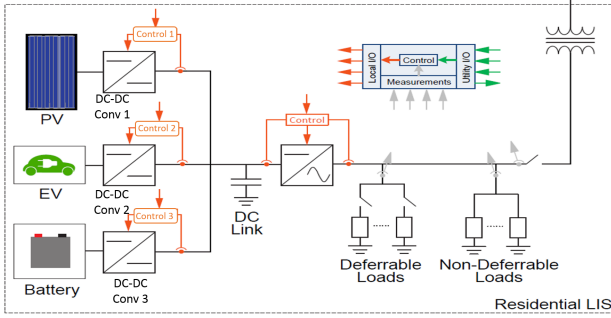 Control 1
PV
DC-DC
Conv 1
Control 2
EV
DC-DC
Conv 2
Control 3
Battery
DC-DC
Conv 3
DC
Link
Control
Local I/O
Control
Measurements
Utility I/O
Deferrable
Loads
Non-Deferrable
Loads
Residential LIS